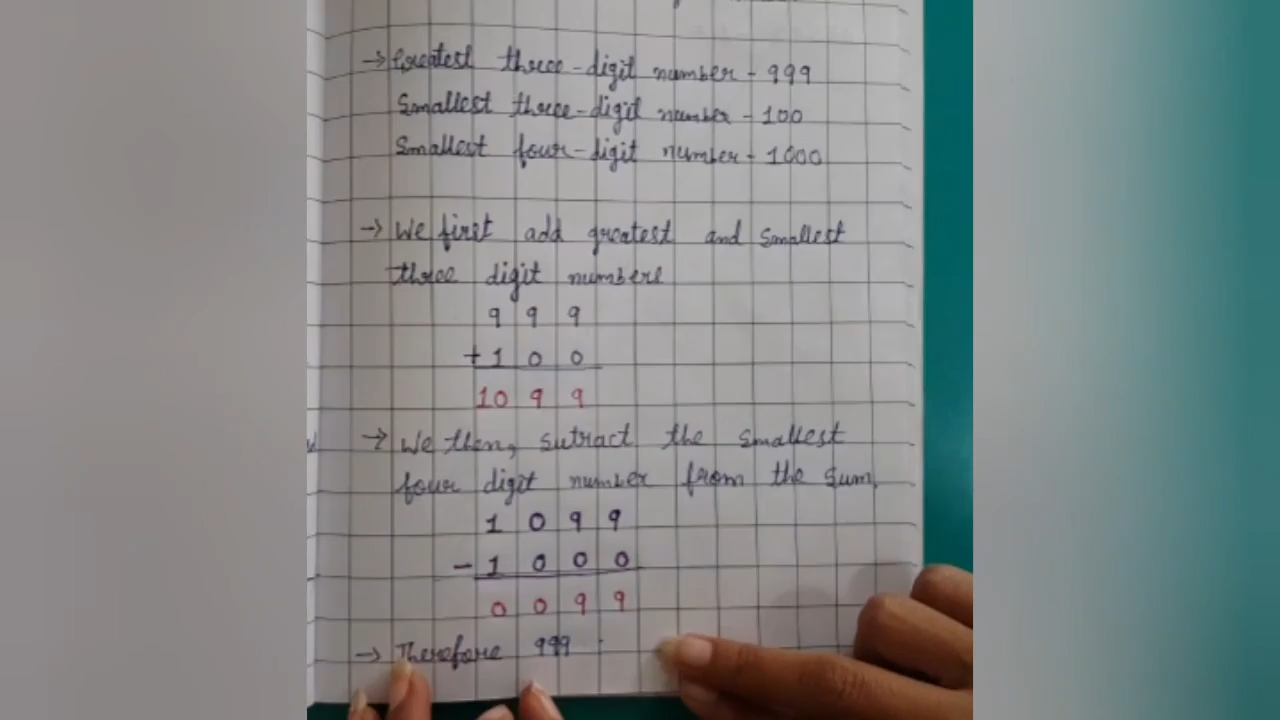 → Greatest three-digit number - 999
Smallest three-digit number - 100
Smallest four-digit number - 1000
→ We first add greatest and smallest
three digit numbers
9 9 9
+ 1 0 0
10 9 9
→ We then, sutract the smallest
four digit number from the sum.
1 0 9 9
- 1 0 0 0
0 0 9 9
→ Therefore 999